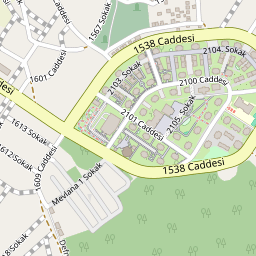 1567 Sokak
1538 Caddesi
2104. Sokak
1601 Caddesi
2103. Sokak
2100 Caddesi
2101 Caddesi
2105. Sokak
1613 Sokak
1612 Sokak
1609 Caddesi
Mevlana 1 Sokak
1538 Caddesi
Sokak